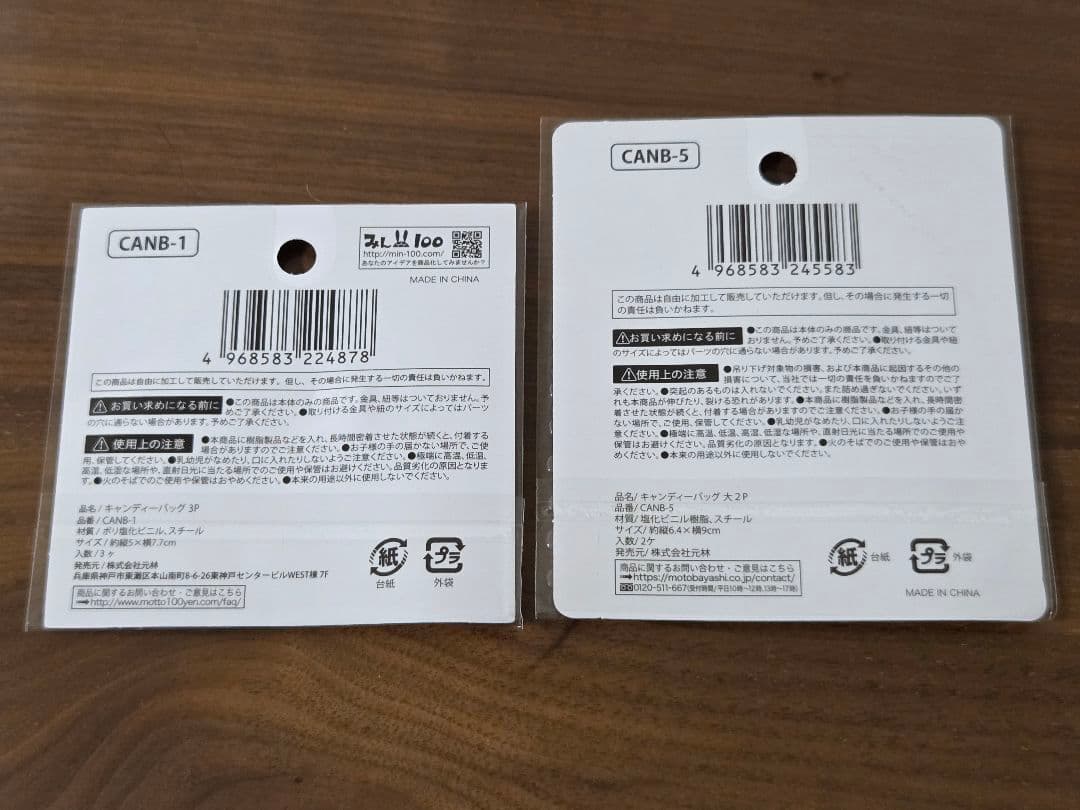 CANB-1
みん100
http://min-100.com/
あなたのアイデアを商品化してみませんか?
MADE IN CHINA
4 968583 224878
この商品は自由に加工して販売していただけます。但し、その場合に発生する一切の責任は負いかねます。
お買い求めになる前に ●この商品は本体のみの商品です。金具、紐等はついておりません。予
めご了承ください。●取り付ける金具や紐のサイズによってはパーツ
の穴に通らない場合があります。予めご了承ください。
使用上の注意 ●本商品に樹脂製品などを入れ、長時間密着させた状態が続くと、付着する
場合がありますのでご注意ください。●お子様の手の届かない場所で、ご使
用、保管してください。●乳幼児がなめたり、口に入れたりしないようご注意ください。●極端に高温、低温、
高湿、低湿な場所や、直射日光に当たる場所でのご使用や保管はお避けください。品質劣化の原因となりま
す。●火のそばでのご使用や保管はおやめください。●本来の用途以外に使用しないでください。
品名/キャンディーバッグ 3P
品番/CANB-1
材質/ポリ塩化ビニル、スチール
サイズ/約縦5×横7.7cm
入数/3ヶ
発売元/株式会社元林
兵庫県神戸市東灘区本山南町8-6-26東神戸センタービルWEST棟 7F
商品に関するお問い合わせ・ご意見はこちら
http://www.motto100yen.com/faq/
紙
台紙
プラ
外袋
CANB-5
4 968583 245583
この商品は自由に加工して販売していただけます。但し、その場合に発生する一切
の責任は負いかねます。
お買い求めになる前に ●この商品は本体のみの商品です。金具、紐等はついて
おりません。予めご了承ください。●取り付ける金具や紐
のサイズによってはパーツの穴に通らない場合があります。予めご了承ください。
使用上の注意 ●吊り下げ対象物の損害、および本商品に起因するその他の
損害について、当社では一切の責任を負いかねますのでご了
承ください。●突起のあるものは入れないでください。また詰め過ぎないでください。いず
れも本商品が伸びたり、裂ける恐れがあります。●本商品に樹脂製品などを入れ、長時間密
着させた状態が続くと、付着する場合がありますのでご注意ください。●お子様の手の届か
ない場所で、ご使用、保管してください。●乳幼児がなめたり、口に入れたりしないようご注
意ください。●極端に高温、低温、高湿、低湿な場所や、直射日光に当たる場所でのご使用や
保管はお避けください。品質劣化の原因となります。●火のそばでのご使用や保管はおや
めください。●本来の用途以外に使用しないでください。
品名/キャンディーバッグ 大2P
品番/CANB-5
材質/塩化ビニル樹脂、スチール
サイズ/約縦6.4×横9cm
入数/2ケ
発売元/株式会社元林
商品に関するお問い合わせ・ご意見はこちら
https://motobayashi.co.jp/contact/
0120-511-667(受付時間/平日10時〜12時、13時〜17時)
紙
台紙
プラ
外袋
MADE IN CHINA